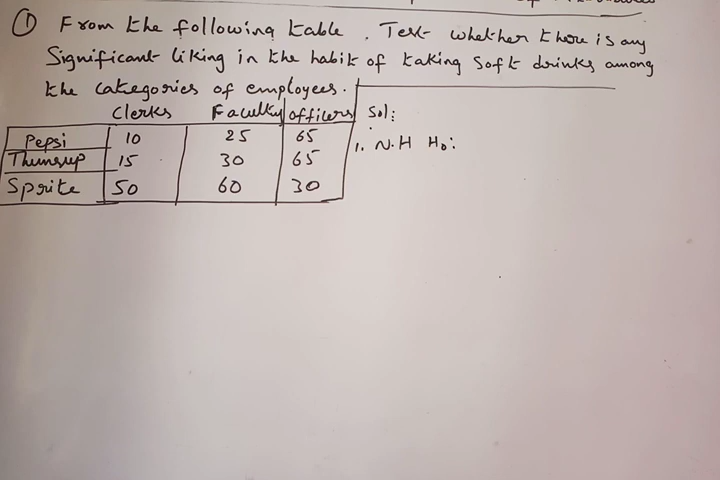 ① From the following table . Test whether there is any
Significant liking in the habit of taking Soft drinks among
the categories of employees.
Clerks Faculty officers
Pepsi 10 25 65
Thumsup 15 30 65
Sprite 50 60 30
Sol:
1. N.H H₀: